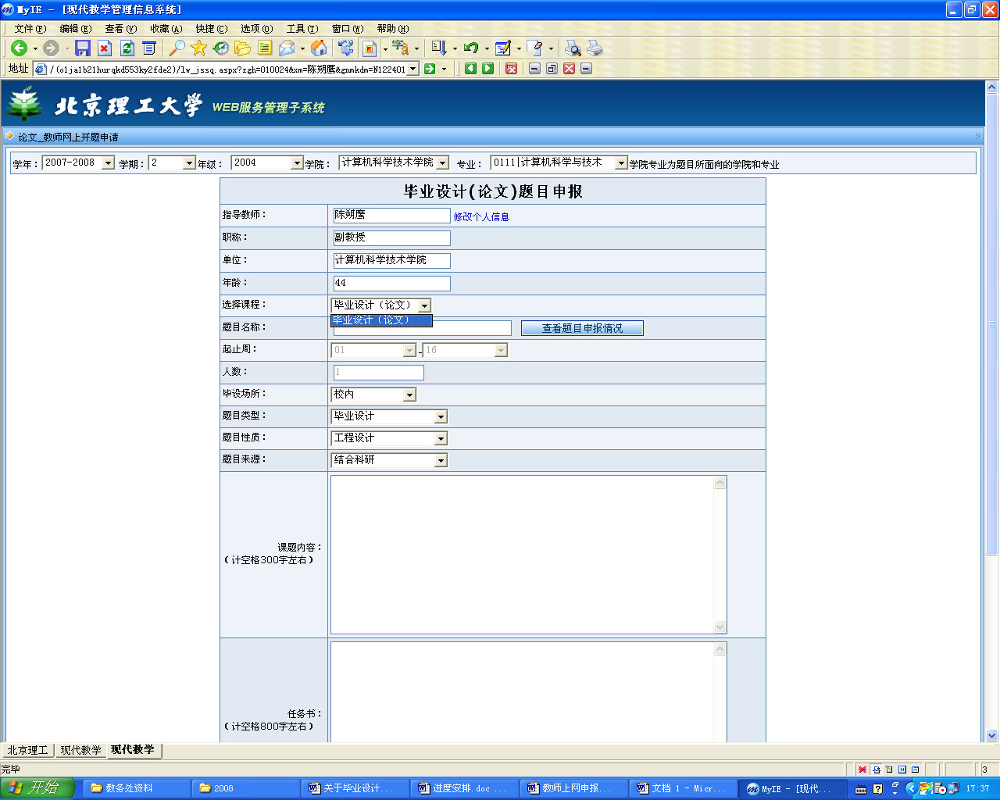 MyIE - [现代教学管理信息系统]
文件(F) 编辑(E) 查看(V) 收藏(A) 快捷(C) 选项(O) 工具(T) 窗口(W) 帮助(H)
地址 /(o1ja1b21hurqkd553ky2fde2)/lw_jssq.aspx?zgh=010024&xm=陈朔鹰&gnmkdm=N122401
北京理工大学 WEB服务管理子系统
论文_教师网上开题申请
学年: 2007-2008 学期: 2 年级: 2004 学院: 计算机科学技术学院 专业: 0111|计算机科学与技术 学院专业为题目所面向的学院和专业
毕业设计(论文)题目申报
指导教师: 陈朔鹰 修改个人信息
职称: 副教授
单位: 计算机科学技术学院
年龄: 44
选择课程: 毕业设计（论文）
毕业设计（论文）
题目名称: 查看题目申报情况
起止周: 01 - 16
人数: 1
毕设场所: 校内
题目类型: 毕业设计
题目性质: 工程设计
题目来源: 结合科研
课题内容:
（计空格300字左右）
任务书:
（计空格800字左右）
北京理工 现代教学 现代教学
完毕 3
开始 教务处资料 2008 关于毕业设计... 进度安排.doc ... 教师上网申报... 文档 1 - Micr... MyIE - [现代... 17:37